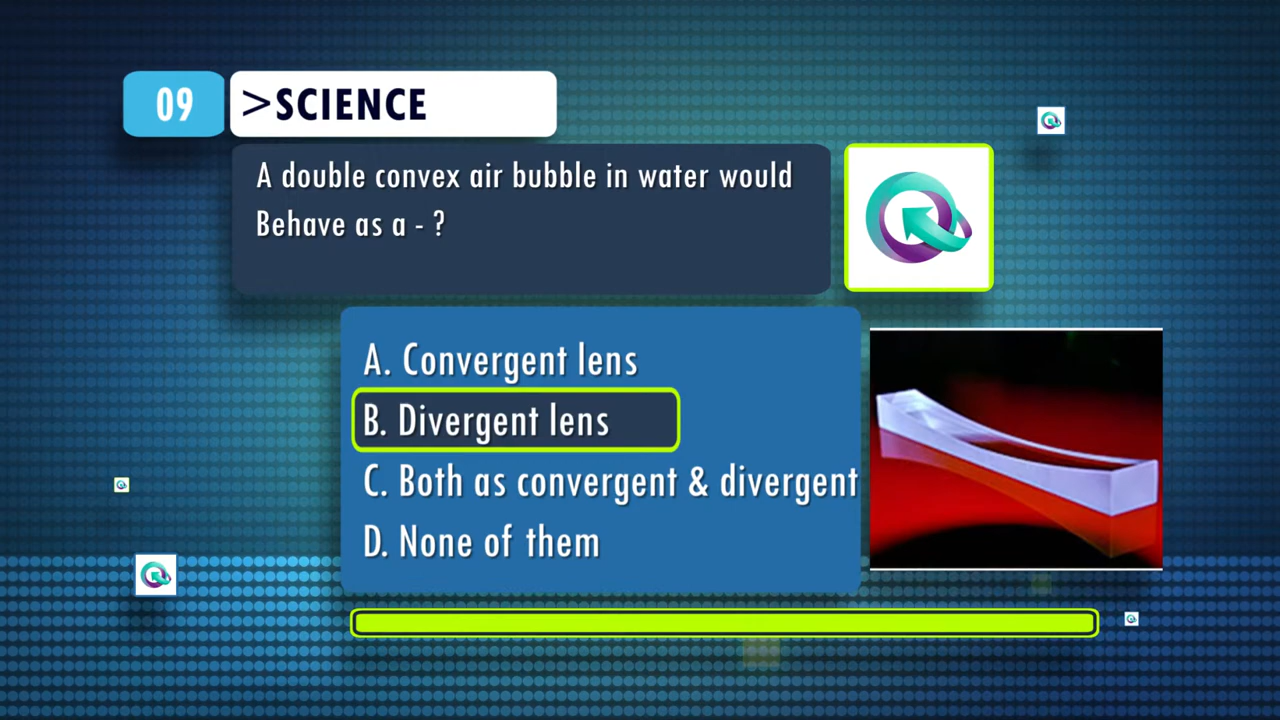 09
>SCIENCE
A double convex air bubble in water would
Behave as a - ?
A. Convergent lens
B. Divergent lens
C. Both as convergent & divergent
D. None of them